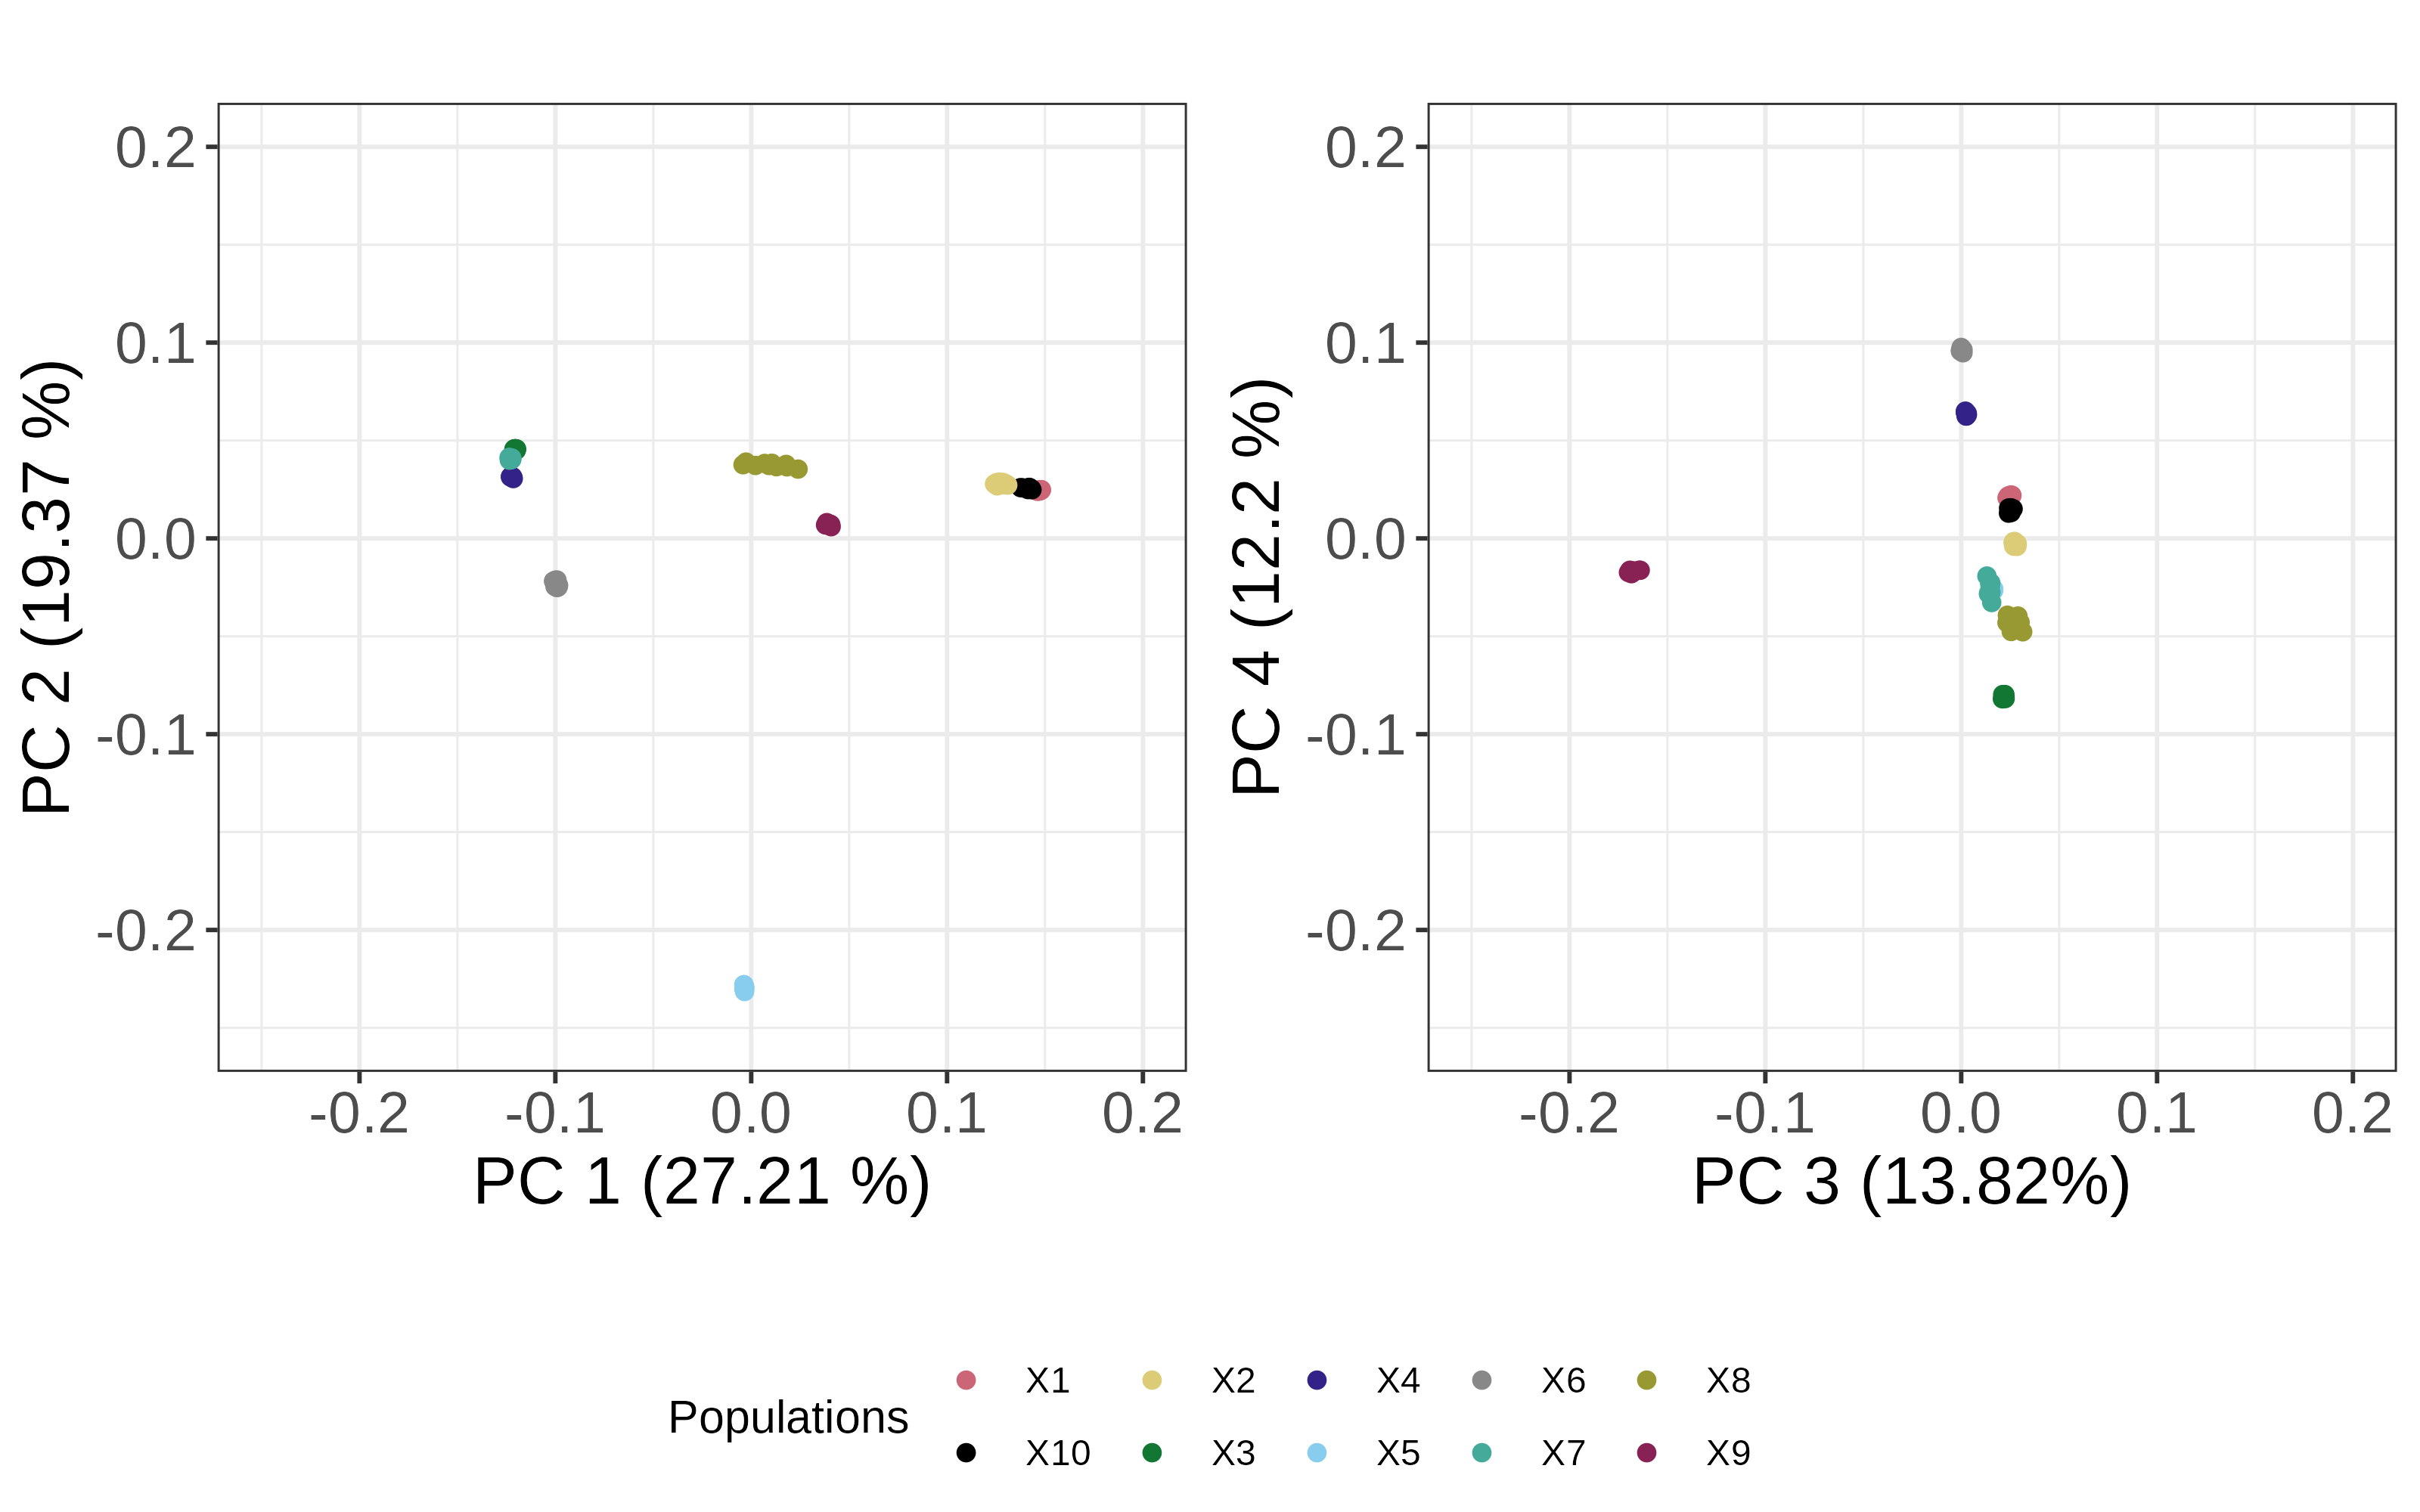 0.2
0.1
0.0
-0.1
-0.2
PC 2 (19.37 %)
-0.2 -0.1 0.0 0.1 0.2
PC 1 (27.21 %)
0.2
0.1
0.0
-0.1
-0.2
PC 4 (12.2 %)
-0.2 -0.1 0.0 0.1 0.2
PC 3 (13.82%)
Populations
X1 X2 X4 X6 X8
X10 X3 X5 X7 X9